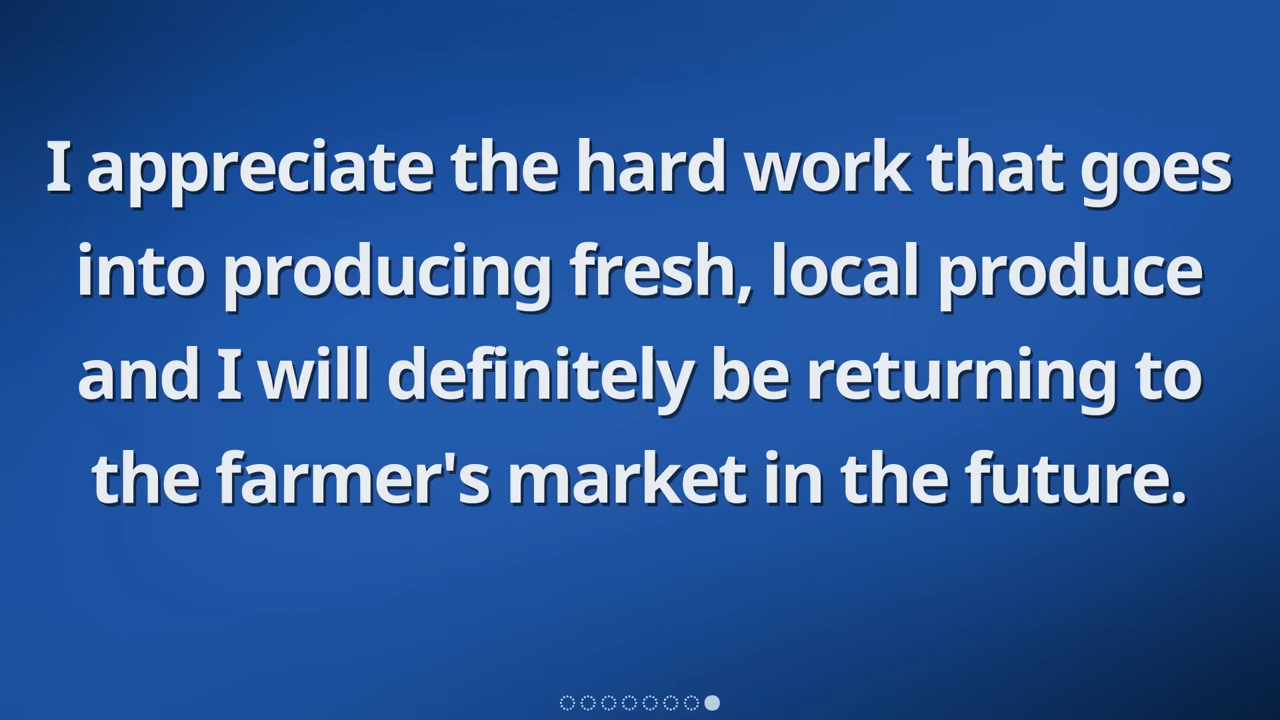 I appreciate the hard work that goes
into producing fresh, local produce
and I will definitely be returning to
the farmer's market in the future.